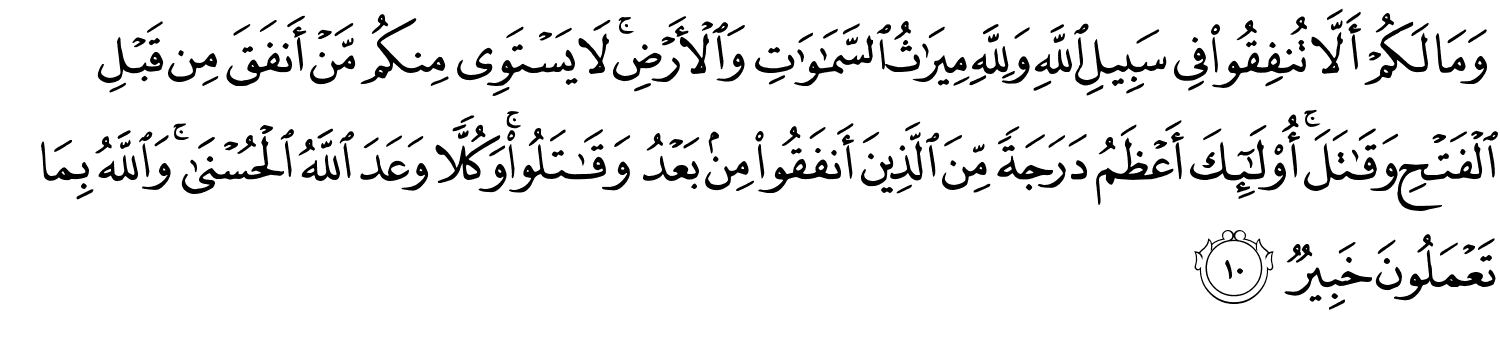 وَمَا لَكُمۡ أَلَّا تُنفِقُواْ فِي سَبِيلِ ٱللَّهِ وَلِلَّهِ مِيرَٰثُ ٱلسَّمَٰوَٰتِ وَٱلۡأَرۡضِۚ لَا يَسۡتَوِي مِنكُم مَّنۡ أَنفَقَ مِن قَبۡلِ
ٱلۡفَتۡحِ وَقَٰتَلَۚ أُوْلَٰٓئِكَ أَعۡظَمُ دَرَجَةٗ مِّنَ ٱلَّذِينَ أَنفَقُواْ مِنۢ بَعۡدُ وَقَٰتَلُواْۚ وَكُلّٗا وَعَدَ ٱللَّهُ ٱلۡحُسۡنَىٰۚ وَٱللَّهُ بِمَا
تَعۡمَلُونَ خَبِيرٞ ١٠